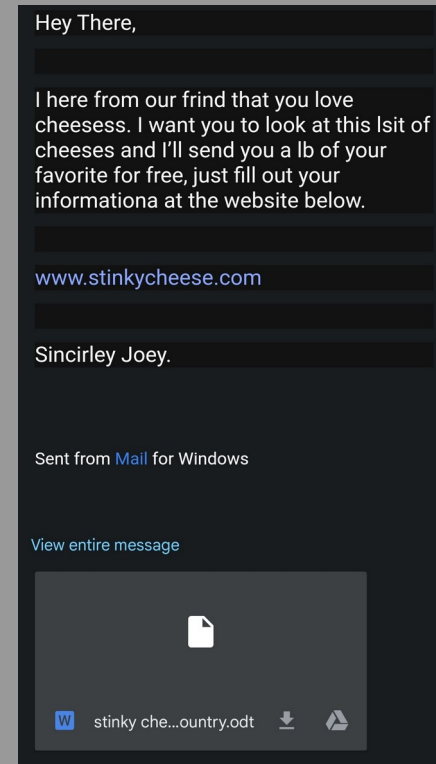 Hey There,
I here from our frind that you love
cheesess. I want you to look at this lsit of
cheeses and I’ll send you a lb of your
favorite for free, just fill out your
informationa at the website below.
www.stinkycheese.com
Sincirley Joey.
Sent from Mail for Windows
View entire message
W stinky che...ountry.odt